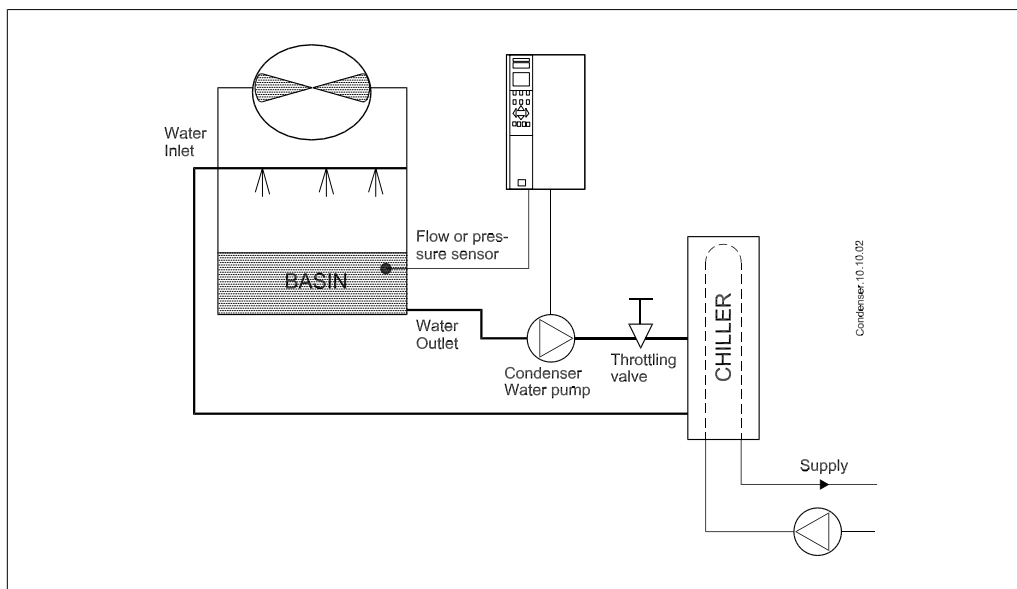 Water
Inlet
Flow or pres-
sure sensor
BASIN
Water
Outlet
Condenser
Water pump
Throttling
valve
CHILLER
Condenser.10.10.02
Supply